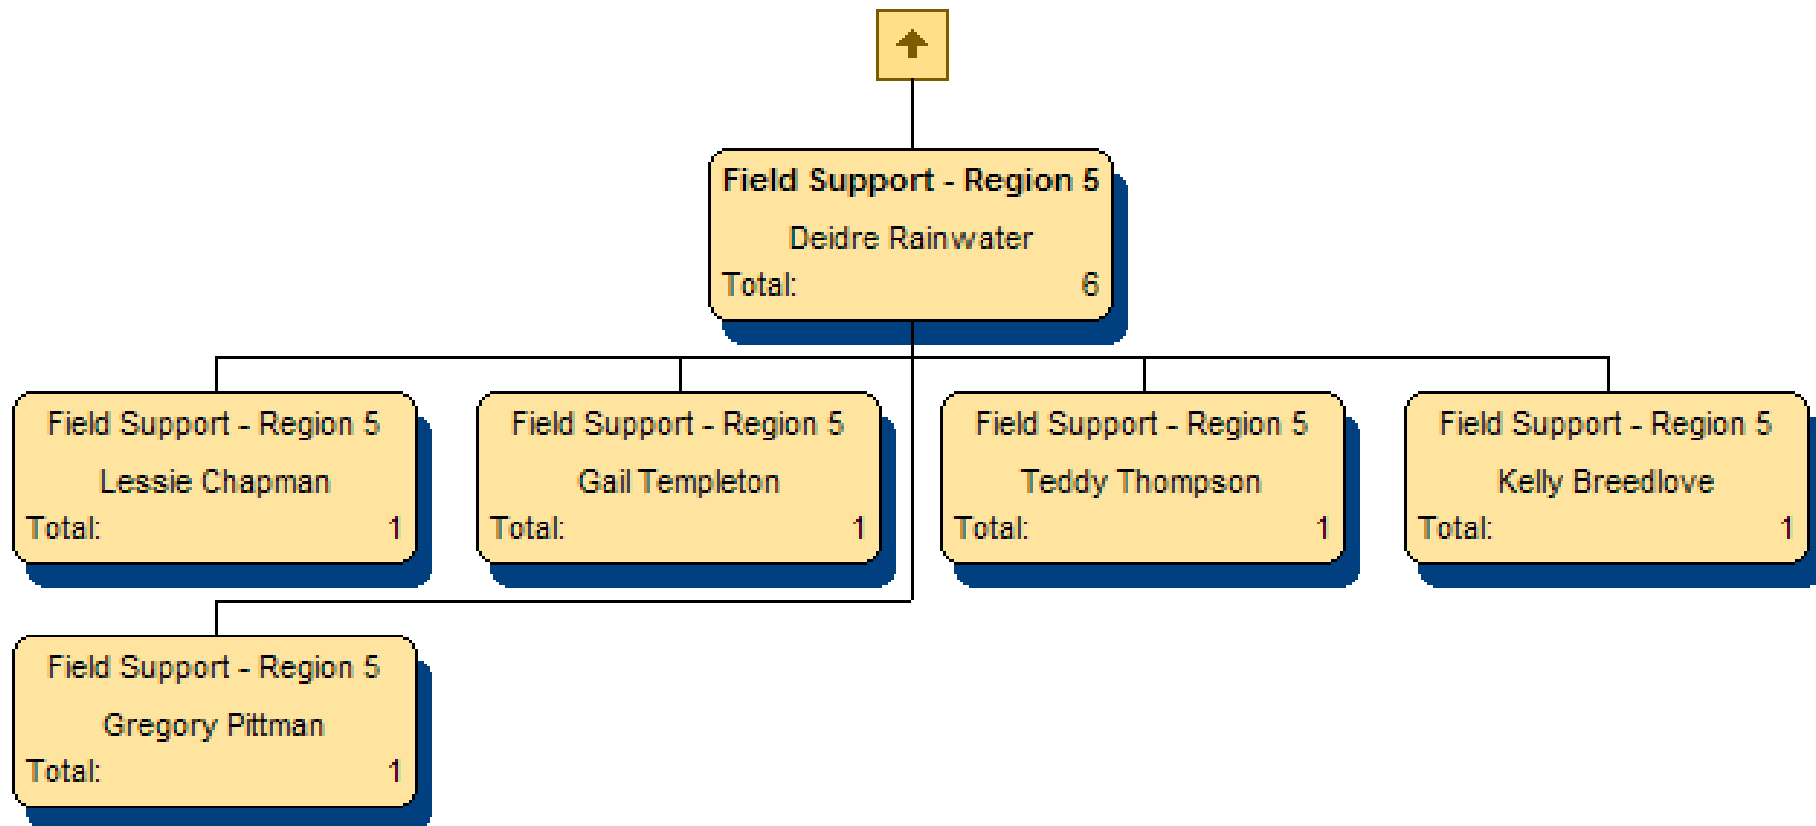 Field Support - Region 5
Deidre Rainwater
Total: 6
Field Support - Region 5
Lessie Chapman
Total: 1
Field Support - Region 5
Gail Templeton
Total: 1
Field Support - Region 5
Teddy Thompson
Total: 1
Field Support - Region 5
Kelly Breedlove
Total: 1
Field Support - Region 5
Gregory Pittman
Total: 1